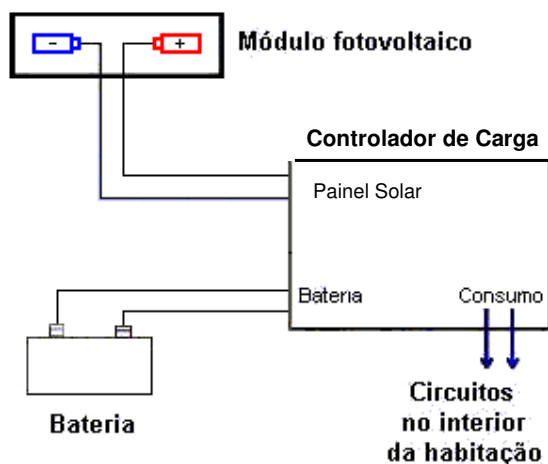 - +
Módulo fotovoltaico
Controlador de Carga
Painel Solar
Bateria Consumo
Bateria
Circuitos
no interior
da habitação